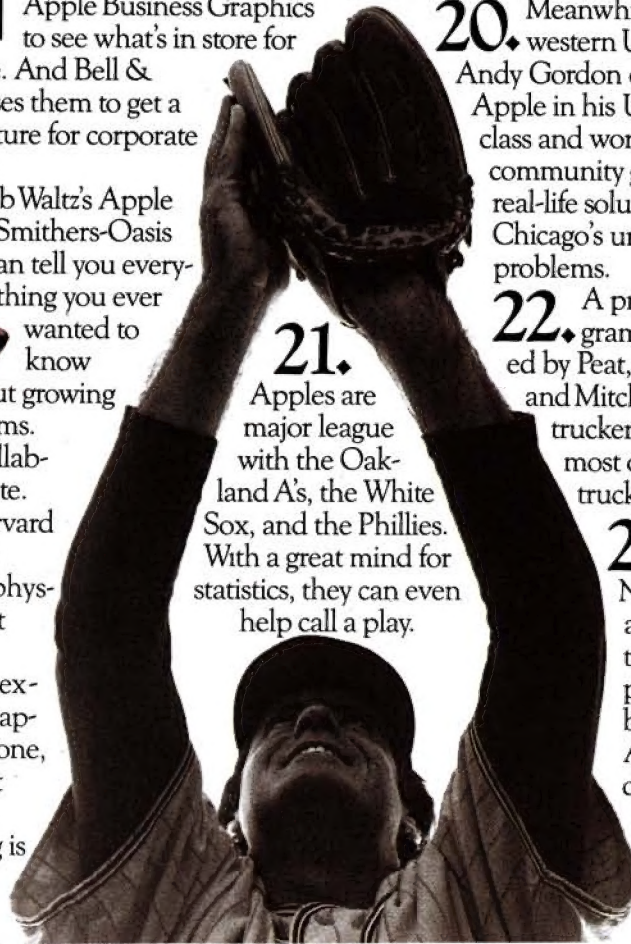 Apple Business Graphics
to see what's in store for
. And Bell &
ses them to get a
ture for corporate
b Waltz's Apple
Smithers-Oasis
an tell you every-
thing you ever
wanted to
know
ut growing
ms.
llab-
te.
rvard
phys-
t
ex-
ap-
one,
t
g is
21.
Apples are
major league
with the Oak-
land A's, the White
Sox, and the Phillies.
With a great mind for
statistics, they can even
help call a play.
20. Meanwh
western U
Andy Gordon
Apple in his U
class and wor
community
real-life solu
Chicago's u
problems.
22. A pr
gram
ed by Peat,
and Mitch
trucker
most
truck
2
N
a
t
p
b
A